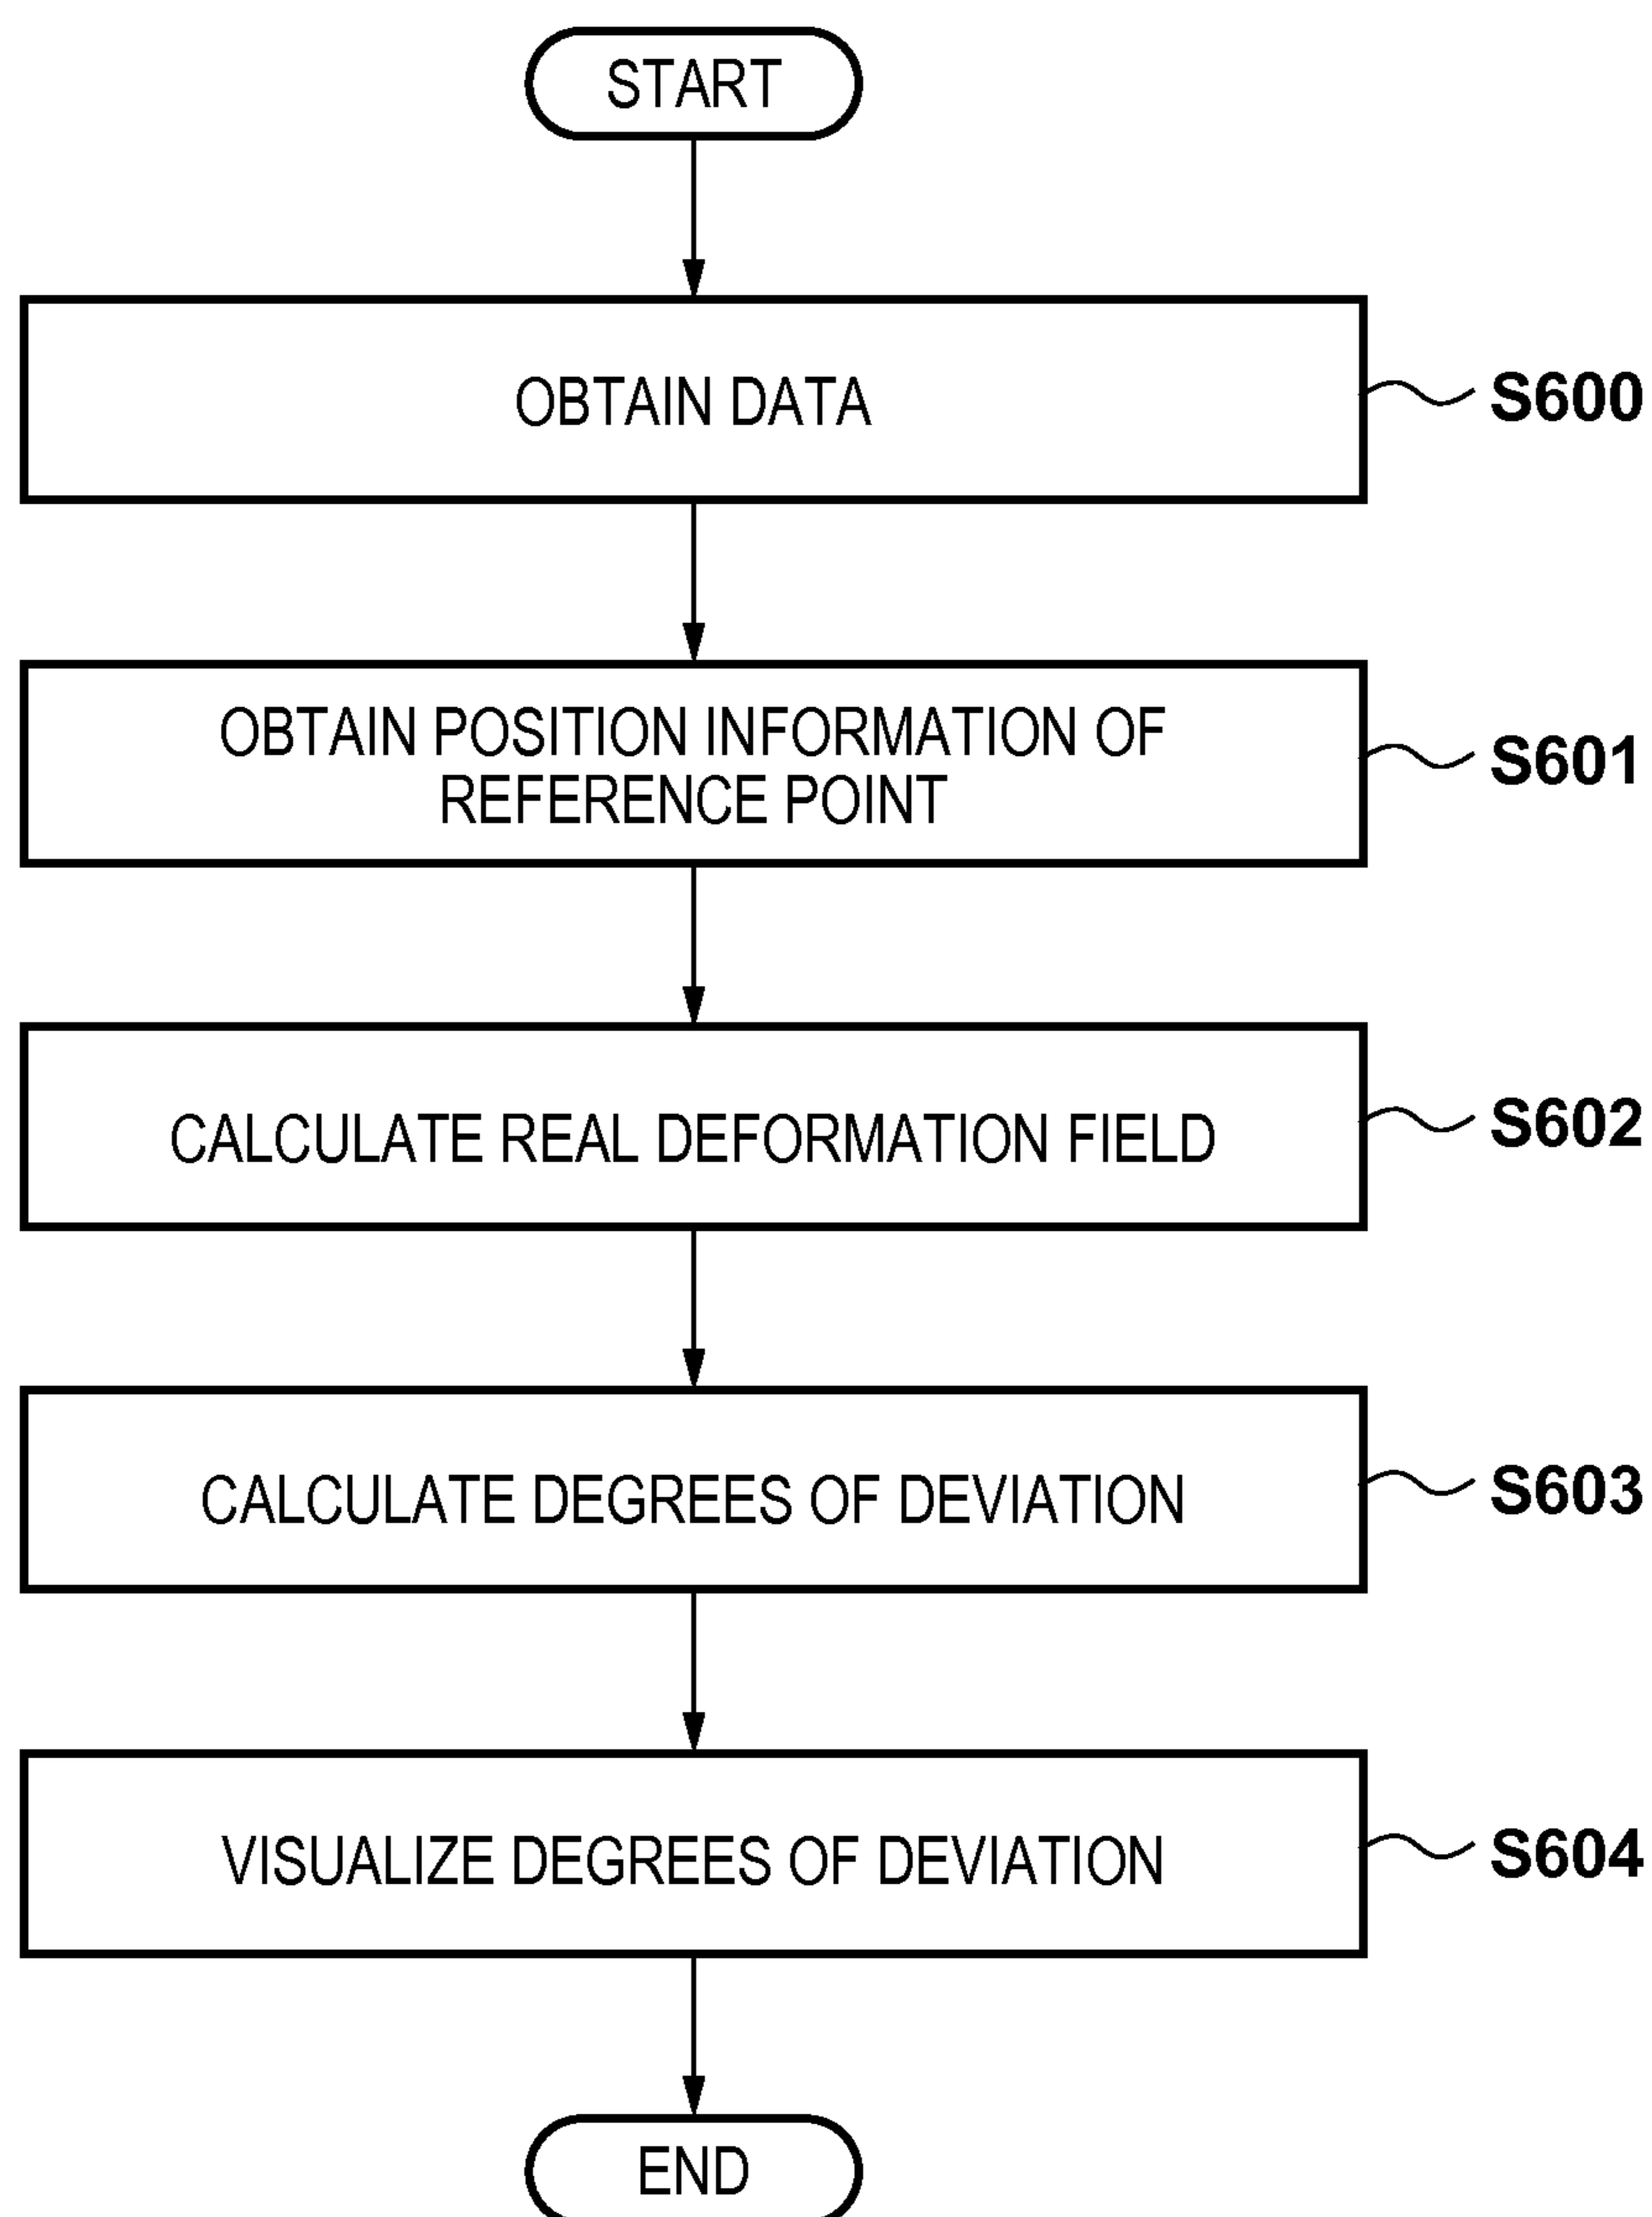 START
OBTAIN DATA
S600
OBTAIN POSITION INFORMATION OF
REFERENCE POINT
S601
CALCULATE REAL DEFORMATION FIELD
S602
CALCULATE DEGREES OF DEVIATION
S603
VISUALIZE DEGREES OF DEVIATION
S604
END